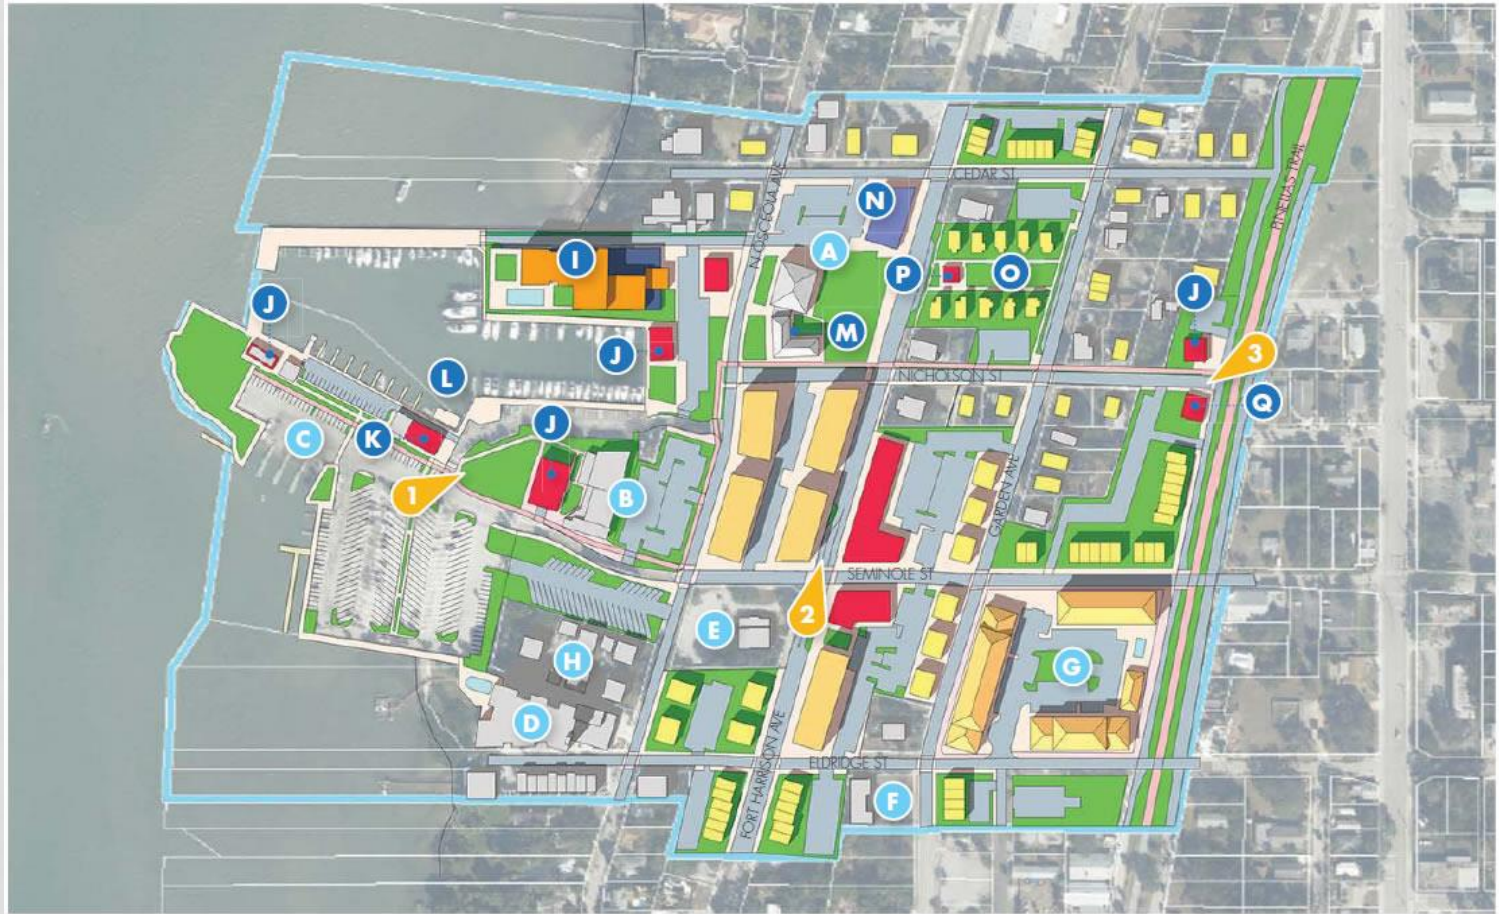 CEDAR ST
PINELLAS TRAIL
N OSCEOLA AVE
N
A
I
P
O
J
J
M
J
3
L
NICHOLSON ST
Q
K
J
C
1
B
GARDEN AVE
SEMINOLE ST
2
E
H
G
D
FORT HARRISON AVE
ELDRIDGE ST
F